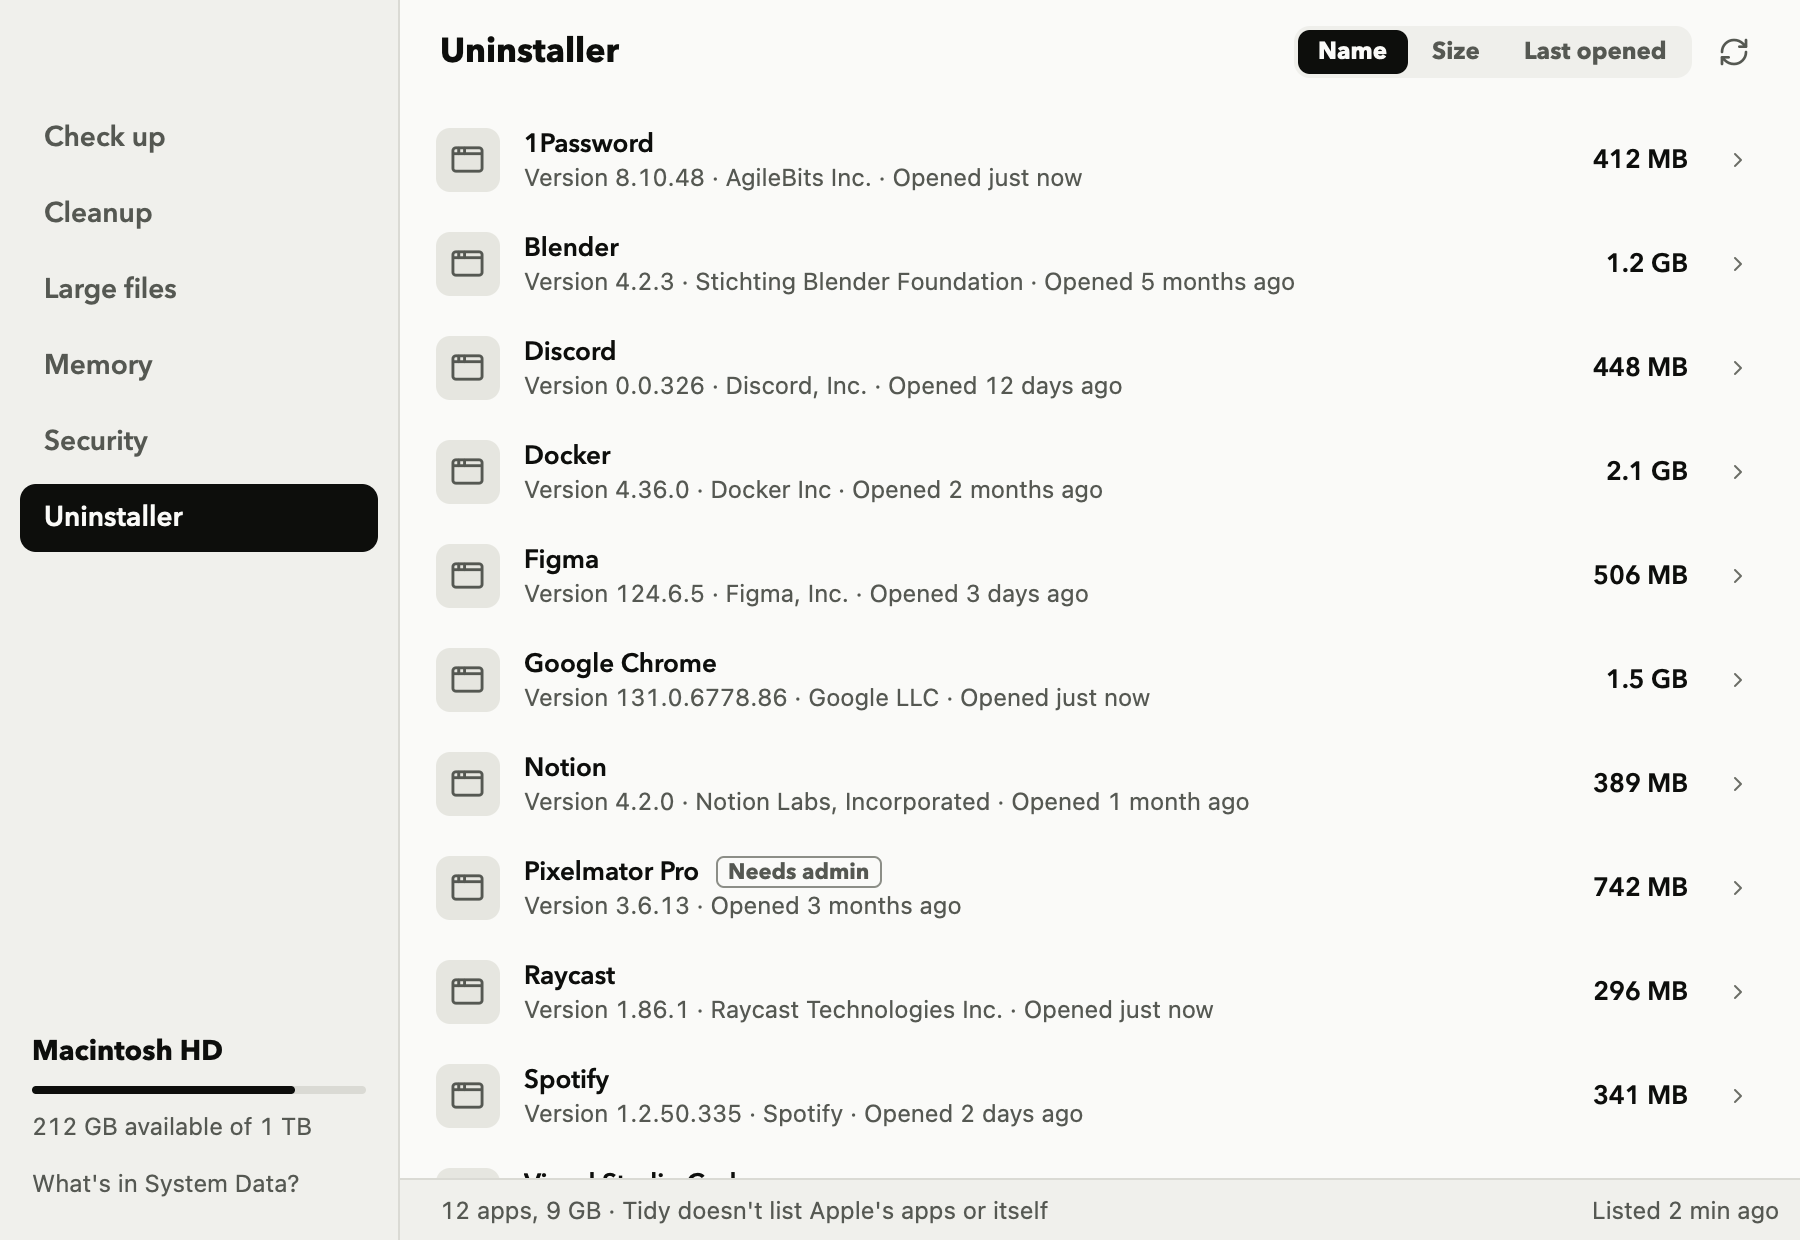 Uninstaller
Name
Size
Last opened
Check up
Cleanup
Large files
Memory
Security
Uninstaller
1Password
Version 8.10.48 · AgileBits Inc. · Opened just now
412 MB
Blender
Version 4.2.3 · Stichting Blender Foundation · Opened 5 months ago
1.2 GB
Discord
Version 0.0.326 · Discord, Inc. · Opened 12 days ago
448 MB
Docker
Version 4.36.0 · Docker Inc · Opened 2 months ago
2.1 GB
Figma
Version 124.6.5 · Figma, Inc. · Opened 3 days ago
506 MB
Google Chrome
Version 131.0.6778.86 · Google LLC · Opened just now
1.5 GB
Notion
Version 4.2.0 · Notion Labs, Incorporated · Opened 1 month ago
389 MB
Pixelmator Pro
Needs admin
Version 3.6.13 · Opened 3 months ago
742 MB
Raycast
Version 1.86.1 · Raycast Technologies Inc. · Opened just now
296 MB
Spotify
Version 1.2.50.335 · Spotify · Opened 2 days ago
341 MB
Visual Studio Code
Macintosh HD
212 GB available of 1 TB
What's in System Data?
12 apps, 9 GB · Tidy doesn't list Apple's apps or itself
Listed 2 min ago